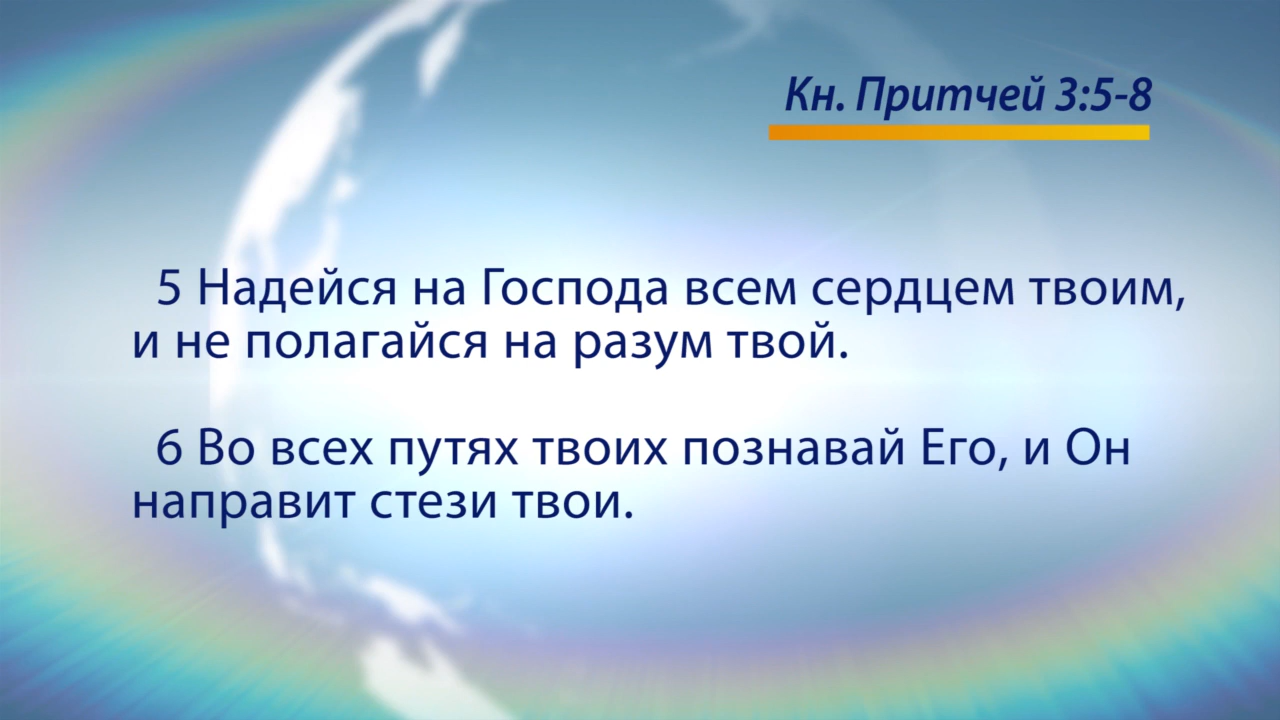 Кн. Притчей 3:5-8
5 Надейся на Господа всем сердцем твоим,
и не полагайся на разум твой.
6 Во всех путях твоих познавай Его, и Он
направит стези твои.